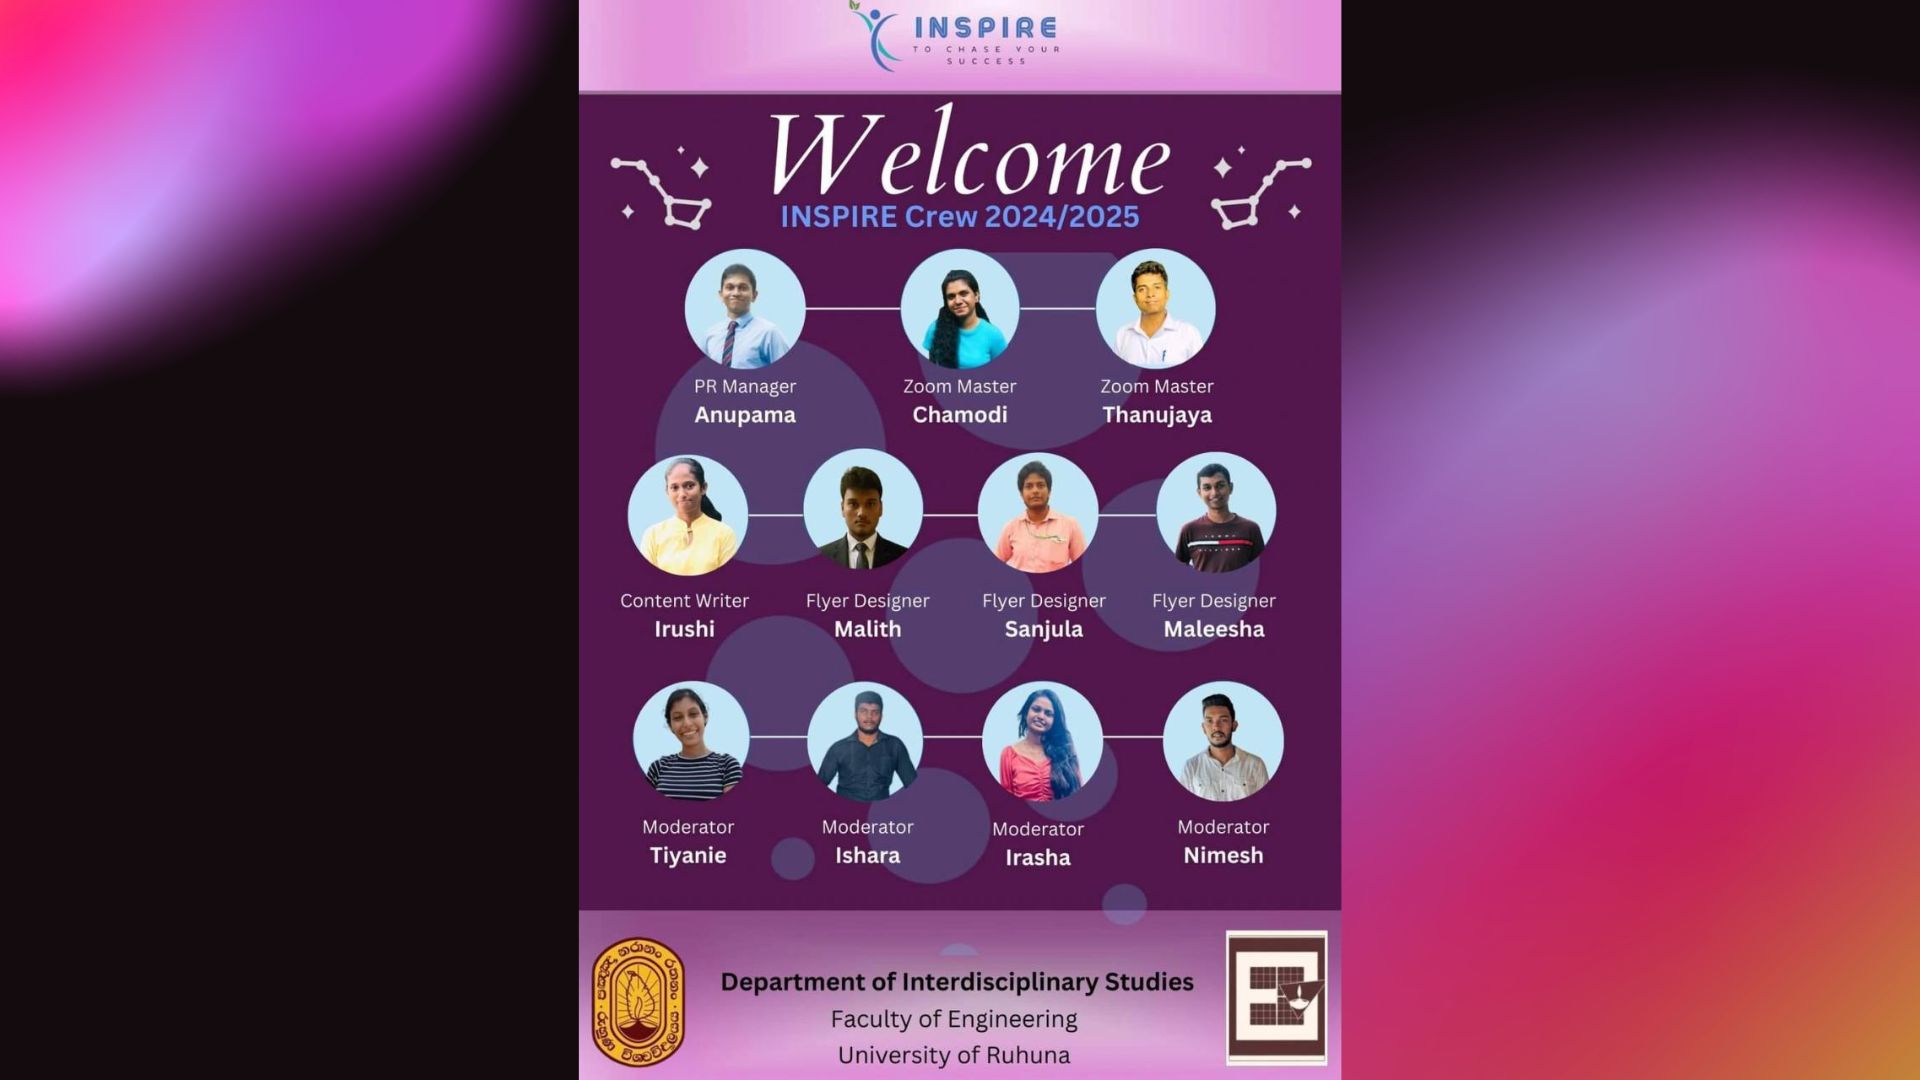 INSPIRE
TO CHASE YOUR
SUCCESS
Welcome
INSPIRE Crew 2024/2025
PR Manager
Anupama
Zoom Master
Chamodi
Zoom Master
Thanujaya
Content Writer
Irushi
Flyer Designer
Malith
Flyer Designer
Sanjula
Flyer Designer
Maleesha
Moderator
Tiyanie
Moderator
Ishara
Moderator
Irasha
Moderator
Nimesh
Department of Interdisciplinary Studies
Faculty of Engineering
University of Ruhuna